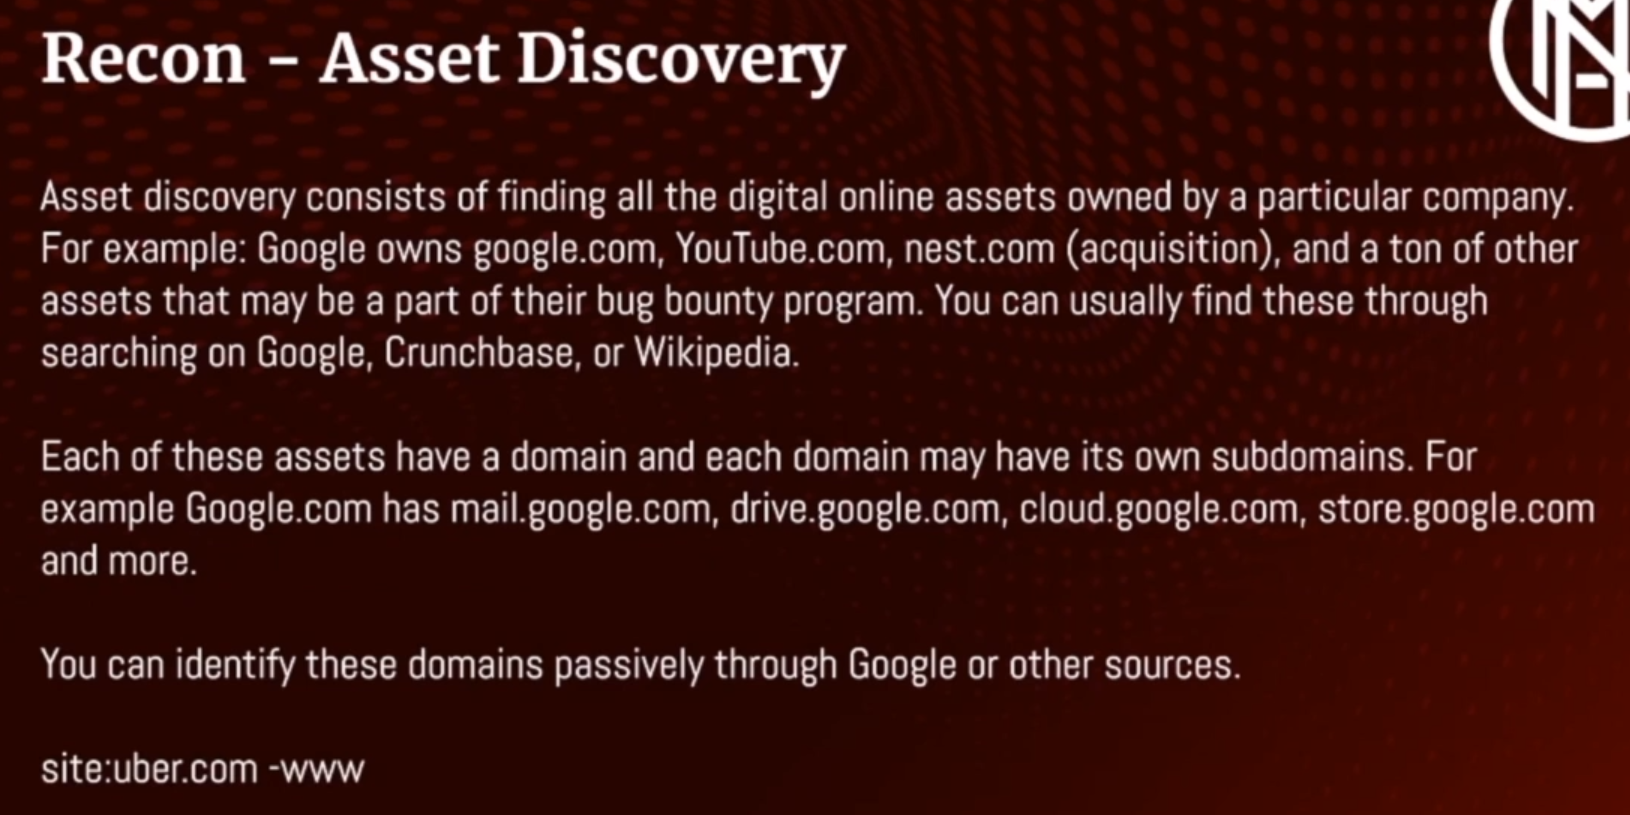 Recon – Asset Discovery
Asset discovery consists of finding all the digital online assets owned by a particular company.
For example: Google owns google.com, YouTube.com, nest.com (acquisition), and a ton of other
assets that may be a part of their bug bounty program. You can usually find these through
searching on Google, Crunchbase, or Wikipedia.
Each of these assets have a domain and each domain may have its own subdomains. For
example Google.com has mail.google.com, drive.google.com, cloud.google.com, store.google.com
and more.
You can identify these domains passively through Google or other sources.
site:uber.com -www